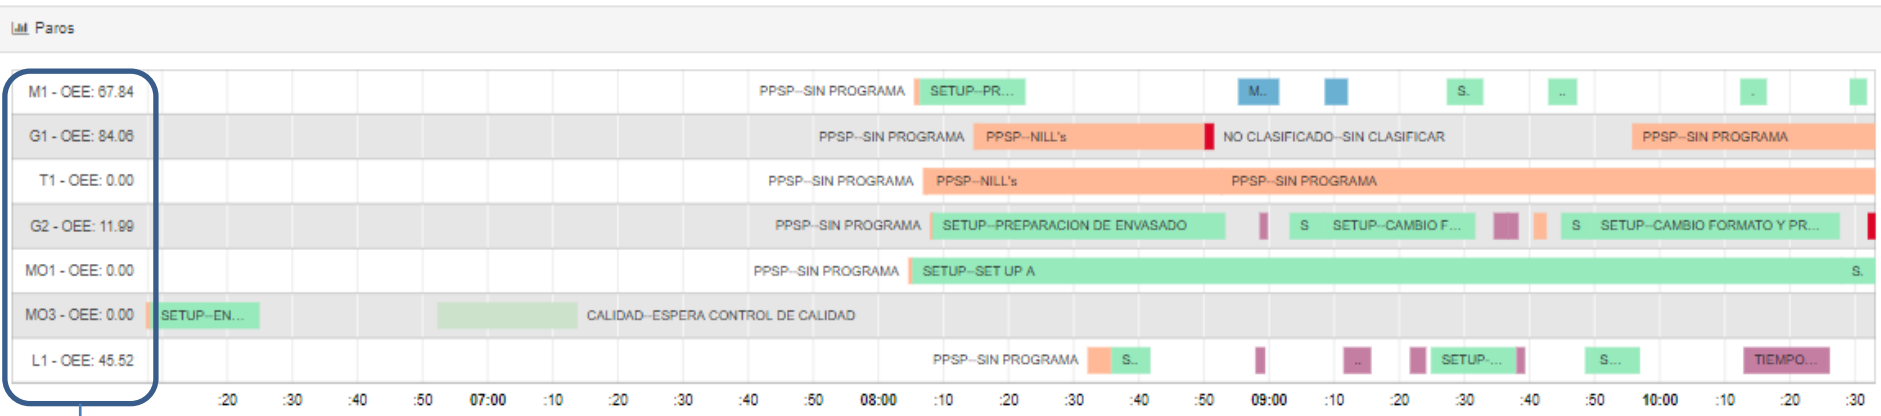 Paros
M1 - OEE: 67.84 PPSP--SIN PROGRAMA SETUP--PR... M.. S. .. .
G1 - OEE: 84.06 PPSP--SIN PROGRAMA PPSP--NILL's NO CLASIFICADO--SIN CLASIFICAR PPSP--SIN PROGRAMA
T1 - OEE: 0.00 PPSP--SIN PROGRAMA PPSP--NILL's PPSP--SIN PROGRAMA
G2 - OEE: 11.99 PPSP--SIN PROGRAMA SETUP--PREPARACION DE ENVASADO S SETUP--CAMBIO F... S SETUP--CAMBIO FORMATO Y PR...
MO1 - OEE: 0.00 PPSP--SIN PROGRAMA SETUP--SET UP A S.
MO3 - OEE: 0.00 SETUP--EN... CALIDAD--ESPERA CONTROL DE CALIDAD
L1 - OEE: 45.52 PPSP--SIN PROGRAMA S.. .. SETUP-... S... TIEMPO...
:20 :30 :40 :50 07:00 :10 :20 :30 :40 :50 08:00 :10 :20 :30 :40 :50 09:00 :10 :20 :30 :40 :50 10:00 :10 :20 :30